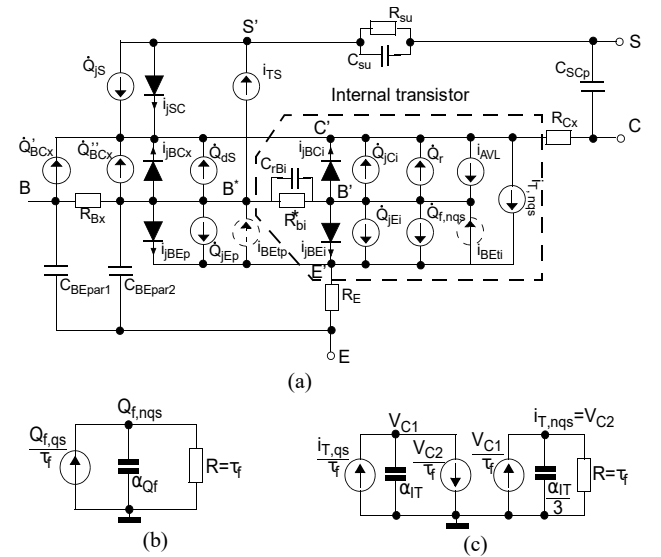 S'
R_su
C_su
S
Q̇_jS
i_jSC
i_TS
C_SCp
Internal transistor
R_Cx
C
C'
Q̇'_BCx
Q̇''_BCx
i_jBCx
Q̇_dS
C_rBi
i_jBCi
Q̇_jCi
Q̇_r
i_AVL
i_T,nqs
B
R_Bx
B*
R*_bi
B'
i_jBEp
Q̇_jEp
i_BEtp
i_jBEi
Q̇_jEi
Q̇_f,nqs
i_BEti
E'
C_BEpar1
C_BEpar2
R_E
E
(a)
Q_f,nqs
Q_f,qs
τ_f
α_Qf
R=τ_f
(b)
V_C1
i_T,nqs=V_C2
i_T,qs
τ_f
α_IT
V_C2
τ_f
V_C1
τ_f
α_IT
3
R=τ_f
(c)